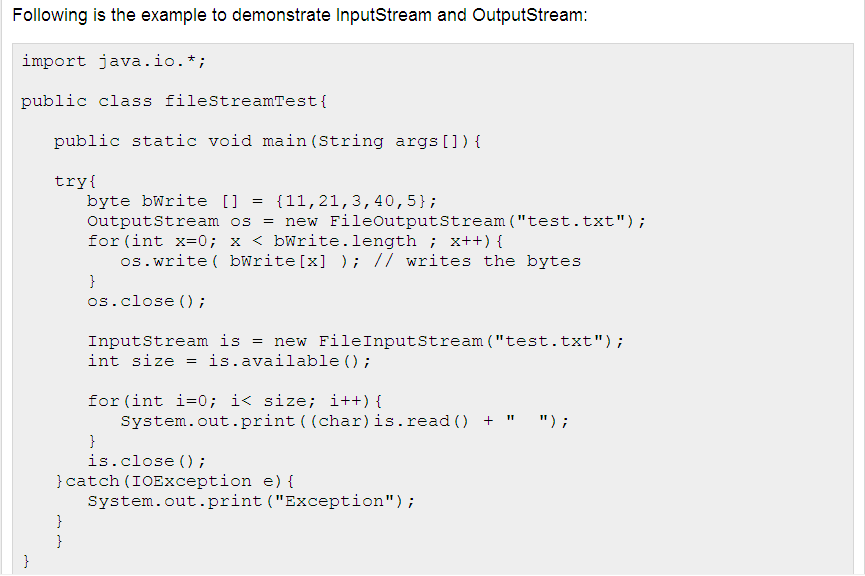 Following is the example to demonstrate InputStream and OutputStream:
import java.io.*;
public class fileStreamTest{
public static void main(String args[]){
try{
byte bWrite [] = {11,21,3,40,5};
OutputStream os = new FileOutputStream("test.txt");
for(int x=0; x < bWrite.length ; x++){
os.write( bWrite[x] ); // writes the bytes
}
os.close();
InputStream is = new FileInputStream("test.txt");
int size = is.available();
for(int i=0; i< size; i++){
System.out.print((char)is.read() + "  ");
}
is.close();
}catch(IOException e){
System.out.print("Exception");
}
}
}